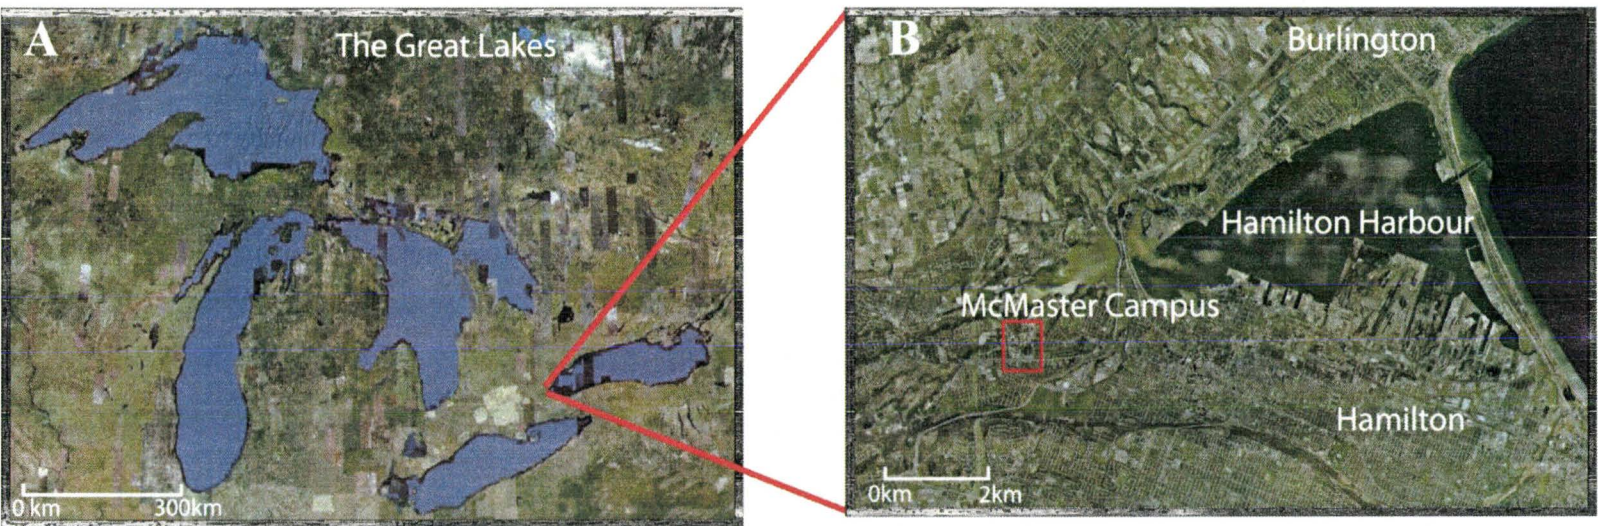 A
The Great Lakes
0 km
300km
B
Burlington
Hamilton Harbour
McMaster Campus
Hamilton
0km
2km